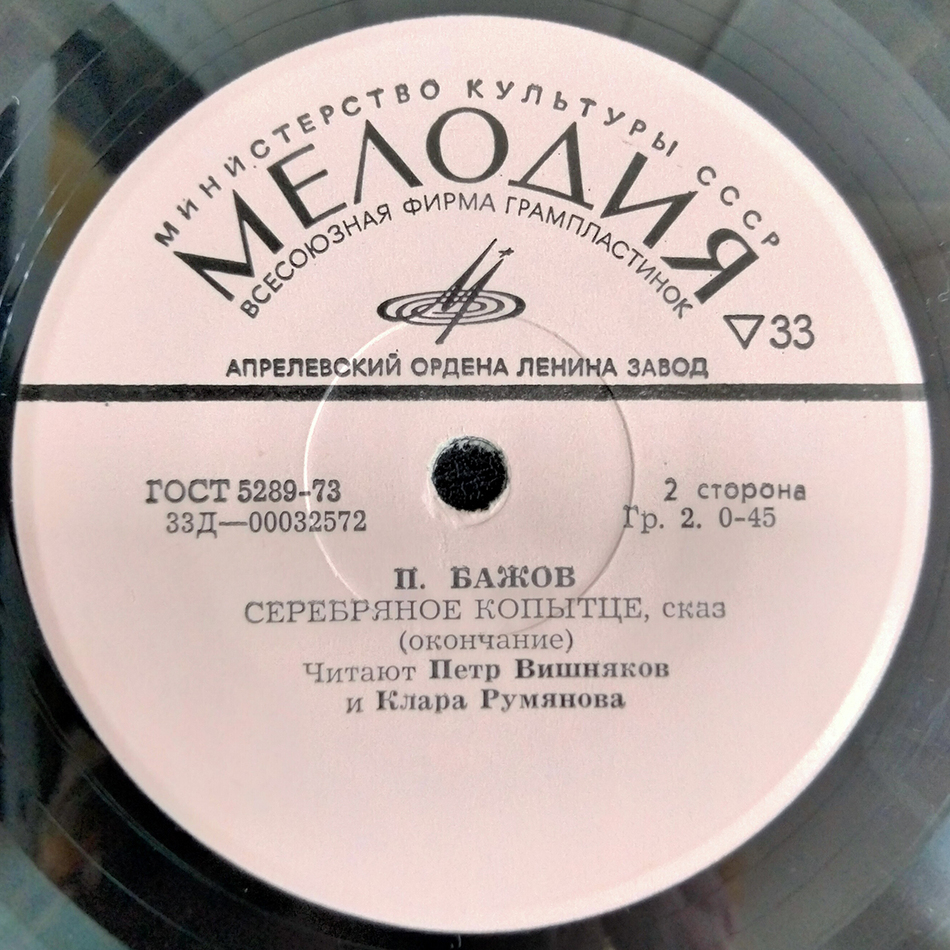 МИНИСТЕРСТВО КУЛЬТУРЫ СССР
МЕЛОДИЯ
ВСЕСОЮЗНАЯ ФИРМА ГРАМПЛАСТИНОК
33
АПРЕЛЕВСКИЙ ОРДЕНА ЛЕНИНА ЗАВОД
ГОСТ 5289-73
2 сторона
33Д—00032572
Гр. 2. 0-45
П. БАЖОВ
СЕРЕБРЯНОЕ КОПЫТЦЕ, сказ
(окончание)
Читают Петр Вишняков
и Клара Румянова